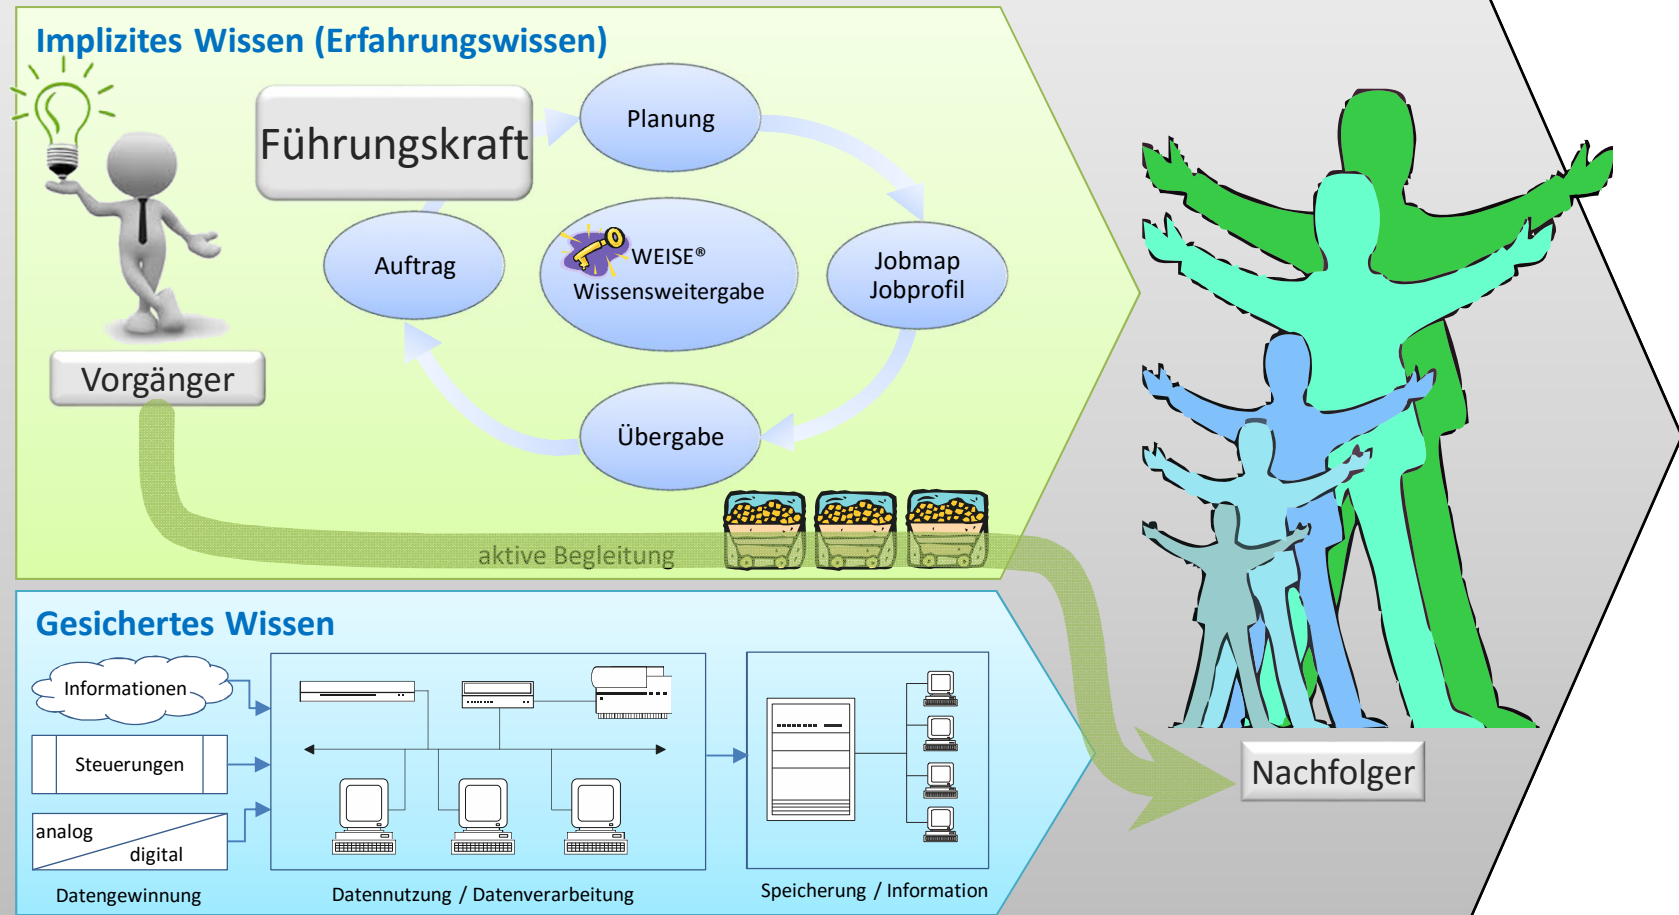 Implizites Wissen (Erfahrungswissen)
Führungskraft
Planung
Auftrag
WEISE®
Wissensweitergabe
Jobmap
Jobprofil
Vorgänger
Übergabe
aktive Begleitung
Gesichertes Wissen
Informationen
Steuerungen
analog
digital
Datengewinnung
Datennutzung / Datenverarbeitung
Speicherung / Information
Nachfolger